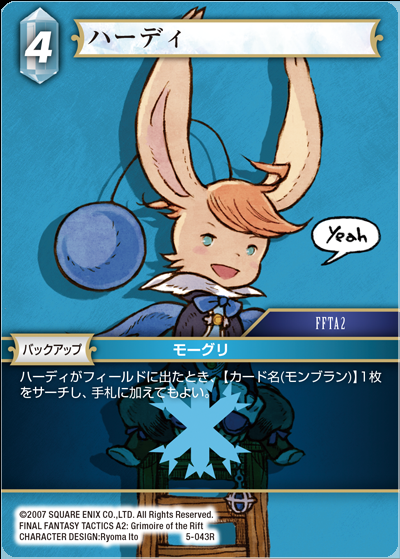 4
ハーディ
Yeah
FFTA2
バックアップ
モーグリ
ハーディがフィールドに出たとき、【カード名(モンブラン)】1枚
をサーチし、手札に加えてもよい。
©2007 SQUARE ENIX CO.,LTD. All Rights Reserved.
FINAL FANTASY TACTICS A2: Grimoire of the Rift
CHARACTER DESIGN:Ryoma Ito
5-043R